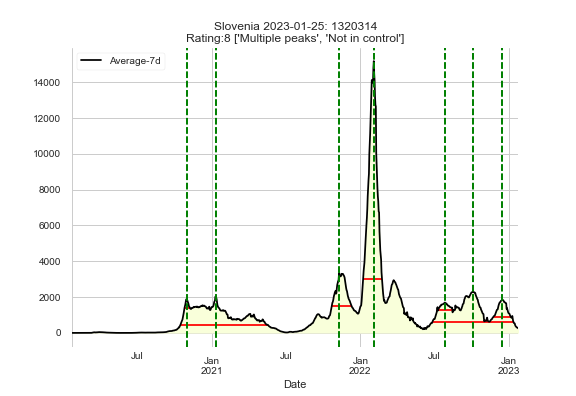 Slovenia 2023-01-25: 1320314
Rating:8 ['Multiple peaks', 'Not in control']
Average-7d
14000
12000
10000
8000
6000
4000
2000
0
Jul
Jan
2021
Jul
Jan
2022
Jul
Jan
2023
Date